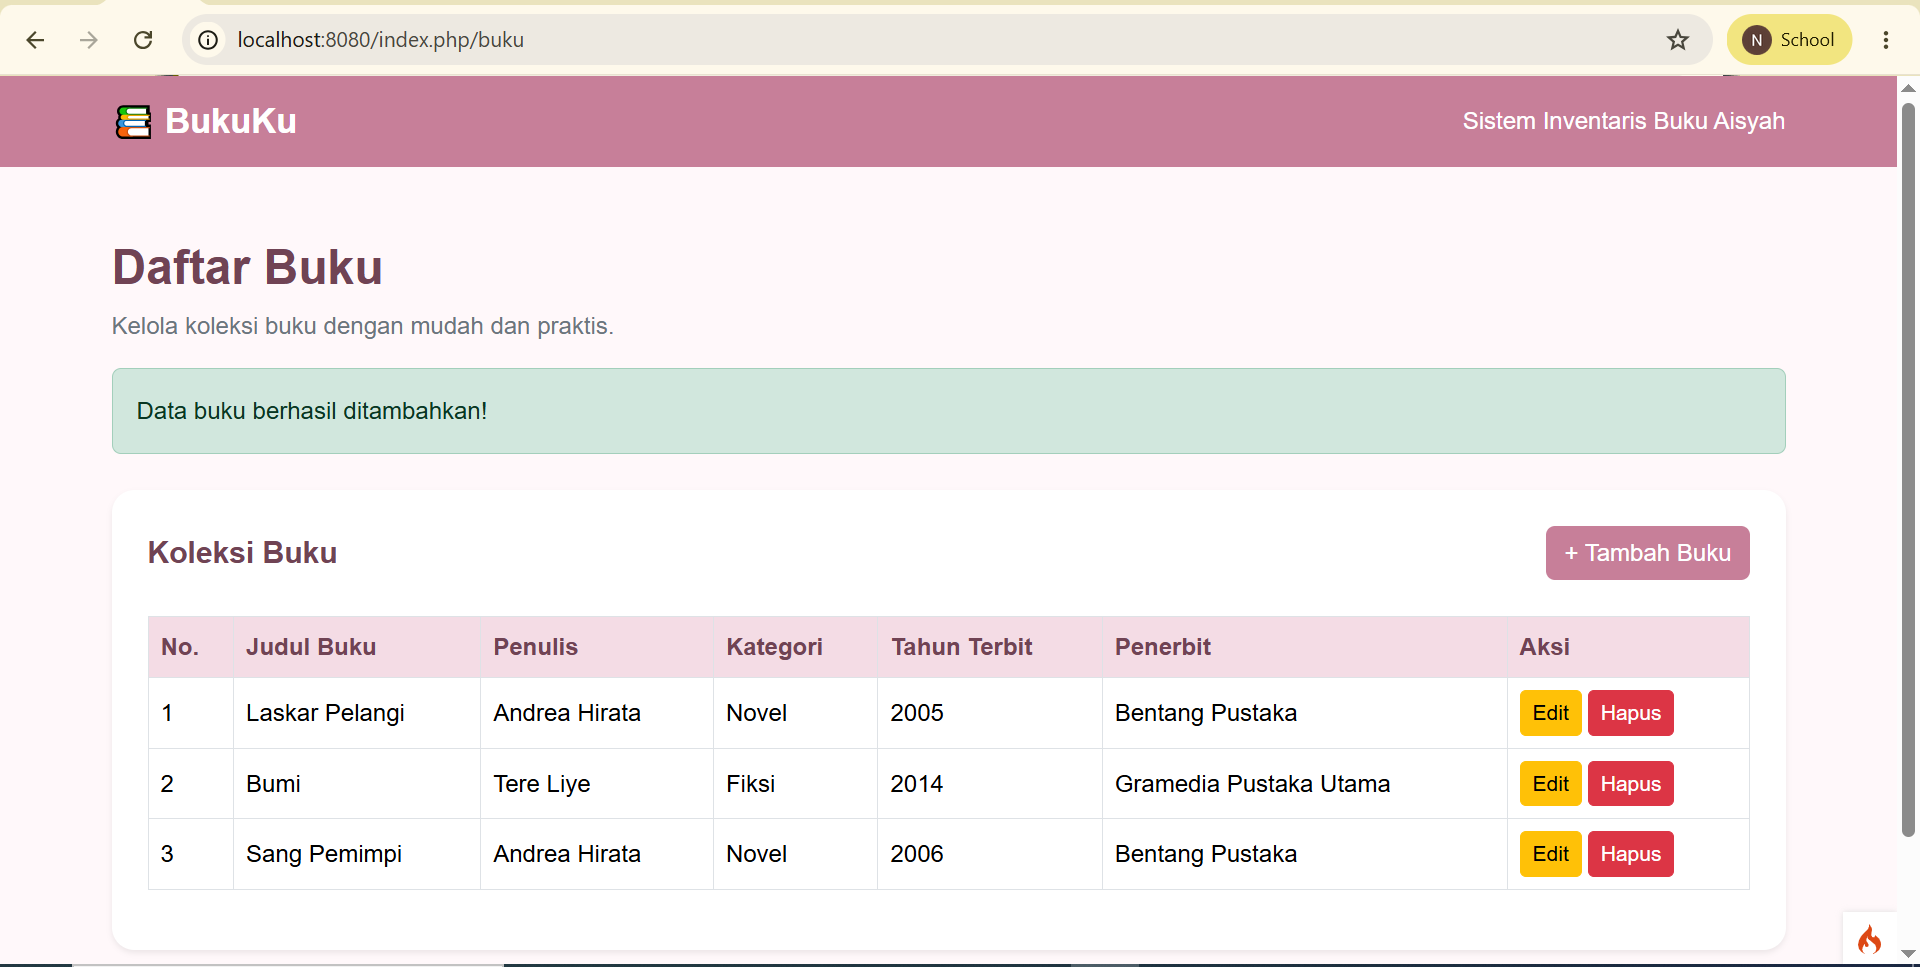 localhost:8080/index.php/buku
N School
BukuKu
Sistem Inventaris Buku Aisyah
Daftar Buku
Kelola koleksi buku dengan mudah dan praktis.
Data buku berhasil ditambahkan!
Koleksi Buku
+ Tambah Buku
No. Judul Buku Penulis Kategori Tahun Terbit Penerbit Aksi
1 Laskar Pelangi Andrea Hirata Novel 2005 Bentang Pustaka Edit Hapus
2 Bumi Tere Liye Fiksi 2014 Gramedia Pustaka Utama Edit Hapus
3 Sang Pemimpi Andrea Hirata Novel 2006 Bentang Pustaka Edit Hapus